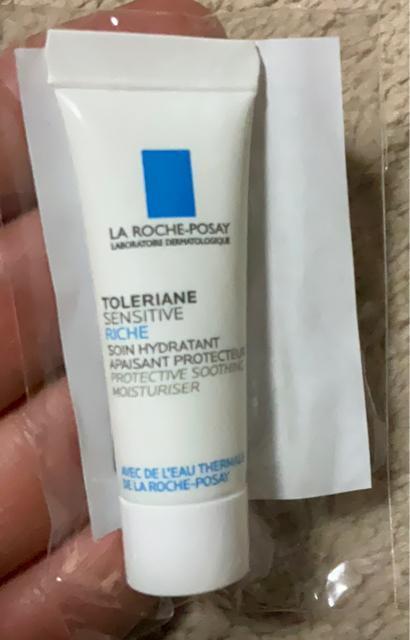 LA ROCHE-POSAY
LABORATOIRE DERMATOLOGIQUE
TOLERIANE
SENSITIVE
RICHE
SOIN HYDRATANT
APAISANT PROTECTEUR
PROTECTIVE SOOTHING
MOISTURISER
AVEC DE L'EAU THERMALE
DE LA ROCHE-POSAY